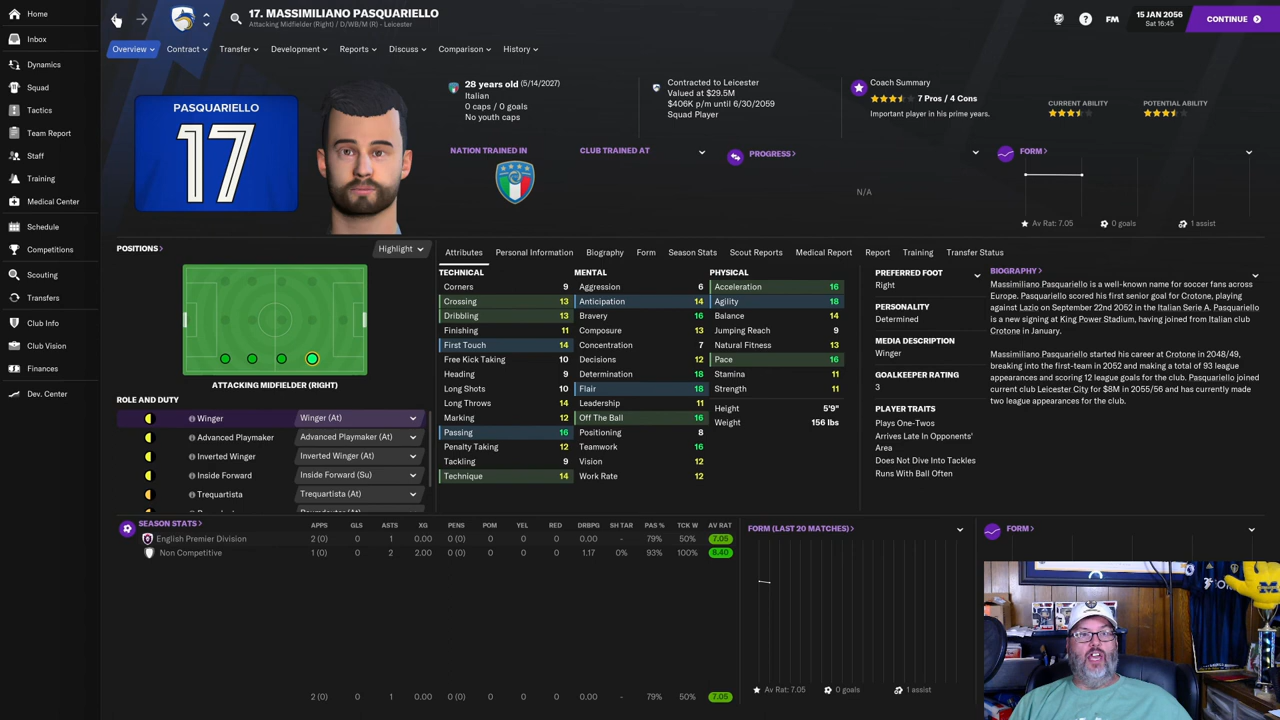 Home
Inbox
Dynamics
Squad
Tactics
Team Report
Staff
Training
Medical Center
Schedule
Competitions
Scouting
Transfers
Club Info
Club Vision
Finances
Dev. Center
17. MASSIMILIANO PASQUARIELLO
Attacking Midfielder (Right) / D/WB/M (R) - Leicester
FM
15 JAN 2056
Sat 16:45
CONTINUE
Overview
Contract
Transfer
Development
Reports
Discuss
Comparison
History
PASQUARIELLO
17
28 years old (5/14/2027)
Italian
0 caps / 0 goals
No youth caps
Contracted to Leicester
Valued at $29.5M
$406K p/m until 6/30/2059
Squad Player
Coach Summary
7 Pros / 4 Cons
Important player in his prime years.
CURRENT ABILITY
POTENTIAL ABILITY
NATION TRAINED IN
CLUB TRAINED AT
PROGRESS
N/A
FORM
Av Rat: 7.05 0 goals 1 assist
POSITIONS
Highlight
ATTACKING MIDFIELDER (RIGHT)
ROLE AND DUTY
Winger Winger (At)
Advanced Playmaker Advanced Playmaker (At)
Inverted Winger Inverted Winger (At)
Inside Forward Inside Forward (Su)
Trequartista Trequartista (At)
Attributes
Personal Information
Biography
Form
Season Stats
Scout Reports
Medical Report
Report
Training
Transfer Status
TECHNICAL
Corners 9
Crossing 13
Dribbling 13
Finishing 11
First Touch 14
Free Kick Taking 10
Heading 9
Long Shots 10
Long Throws 14
Marking 12
Passing 16
Penalty Taking 12
Tackling 9
Technique 14
MENTAL
Aggression 6
Anticipation 14
Bravery 16
Composure 13
Concentration 7
Decisions 12
Determination 18
Flair 18
Leadership 11
Off The Ball 16
Positioning 8
Teamwork 16
Vision 12
Work Rate 12
PHYSICAL
Acceleration 16
Agility 18
Balance 14
Jumping Reach 9
Natural Fitness 13
Pace 16
Stamina 11
Strength 11
Height 5'9"
Weight 156 lbs
PREFERRED FOOT
Right
PERSONALITY
Determined
MEDIA DESCRIPTION
Winger
GOALKEEPER RATING
3
PLAYER TRAITS
Plays One-Twos
Arrives Late In Opponents'
Area
Does Not Dive Into Tackles
Runs With Ball Often
BIOGRAPHY
Massimiliano Pasquariello is a well-known name for soccer fans across
Europe. Pasquariello scored his first senior goal for Crotone, playing
against Lazio on September 22nd 2052 in the Italian Serie A. Pasquariello
is a new signing at King Power Stadium, having joined from Italian club
Crotone in January.
Massimiliano Pasquariello started his career at Crotone in 2048/49,
breaking into the first-team in 2052 and making a total of 93 league
appearances and scoring 12 league goals for the club. Pasquariello joined
current club Leicester City for $8M in 2055/56 and has currently made
two league appearances for the club.
SEASON STATS APPS GLS ASTS XG PENS POM YEL RED DRBPG SH TAR PAS % TCK W AV RAT
English Premier Division 2 (0) 0 1 0.00 0 (0) 0 0 0 0.00 - 79% 50% 7.05
Non Competitive 1 (0) 0 2 2.00 0 (0) 0 0 0 1.17 0% 93% 100% 8.40
2 (0) 0 1 0.00 0 (0) 0 0 0 0.00 - 79% 50% 7.05
FORM (LAST 20 MATCHES)
Av Rat: 7.05 0 goals 1 assist
FORM